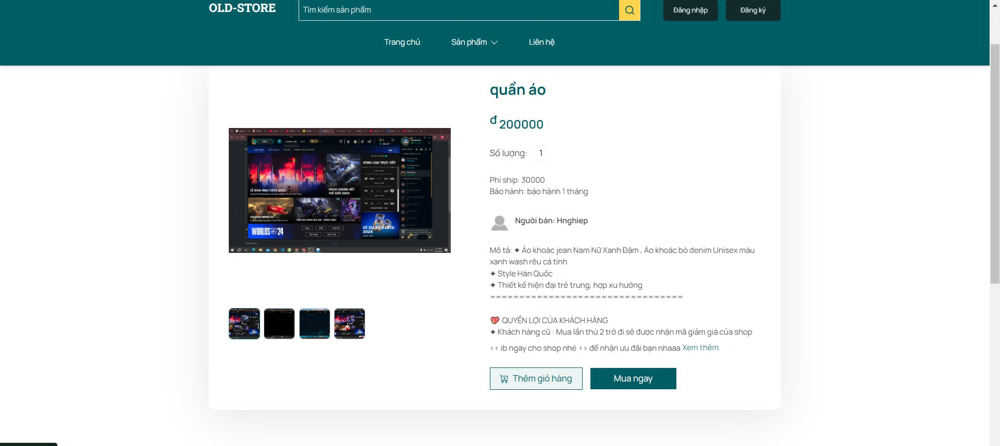 OLD-STORE
Tìm kiếm sản phẩm
Đăng nhập
Đăng ký
Trang chủ
Sản phẩm
Liên hệ
quần áo
đ 200000
Số lượng: 1
Phí ship: 30000
Bảo hành: bảo hành 1 tháng
Người bán: Hnghiep
Mô tả: ✦ Áo khoác jean Nam Nữ Xanh Đậm , Áo khoác bò denim Unisex màu
xanh wash rêu cá tính
✦ Style Hàn Quốc
✦ Thiết kế hiện đại trẻ trung, hợp xu hướng
=================================
💖 QUYỀN LỢI CỦA KHÁCH HÀNG
✦ Khách hàng cũ : Mua lần thứ 2 trở đi sẽ được nhận mã giảm giá của shop
<< ib ngay cho shop nhé >> để nhận ưu đãi bạn nhaaa Xem thêm
Thêm giỏ hàng
Mua ngay
VÒNG LOẠI TRỰC TIẾP
LỄ KHAI MẠC CKTG 2024
VIEGO CHUNG KẾT
THẾ GIỚI 2024
WORLDS 24
VÉ SỰ KIỆN CKTG
2024